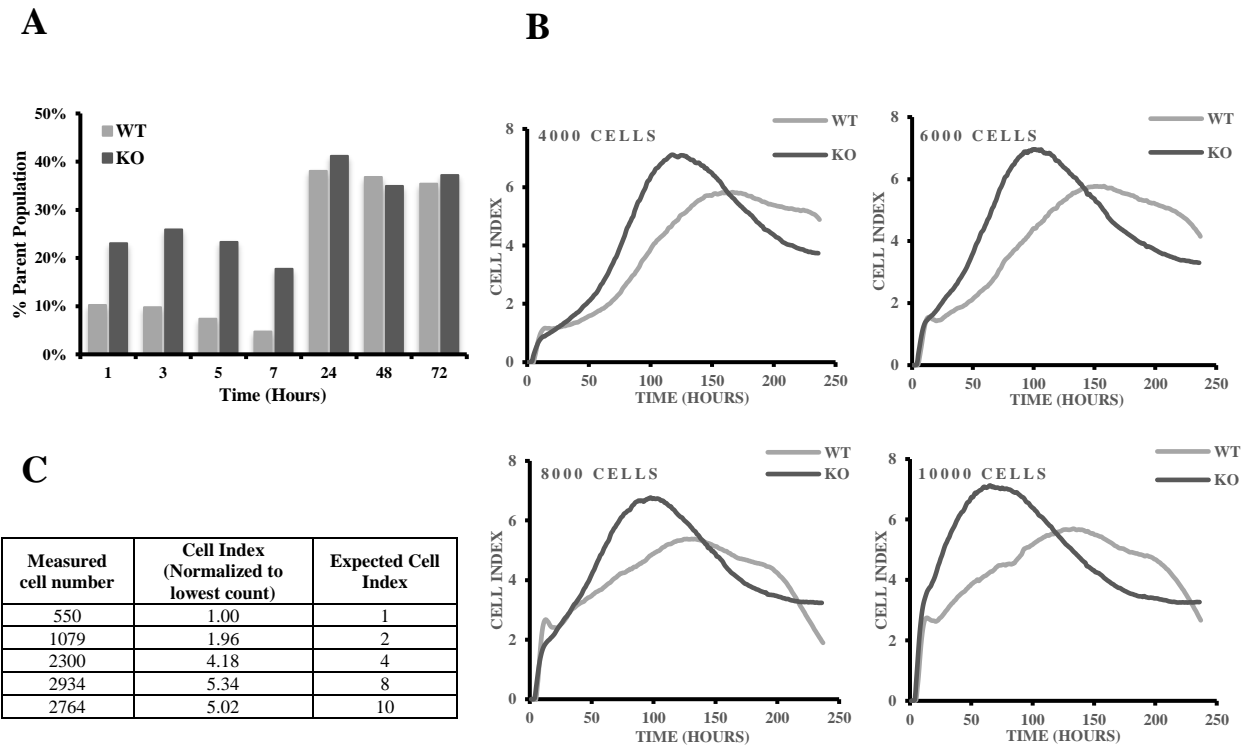 A
50%
40%
30%
20%
10%
0%
% Parent Population
WT
KO
1 3 5 7 24 48 72
Time (Hours)
B
8
6
4
2
0
CELL INDEX
4000 CELLS
WT
KO
0 50 100 150 200 250
TIME (HOURS)
8
6
4
2
0
CELL INDEX
6000 CELLS
WT
KO
0 50 100 150 200 250
TIME (HOURS)
8
6
4
2
0
CELL INDEX
8000 CELLS
WT
KO
0 50 100 150 200 250
TIME (HOURS)
8
6
4
2
0
CELL INDEX
10000 CELLS
WT
KO
0 50 100 150 200 250
TIME (HOURS)
C
Measured cell number | Cell Index (Normalized to lowest count) | Expected Cell Index
550 1.00 1
1079 1.96 2
2300 4.18 4
2934 5.34 8
2764 5.02 10